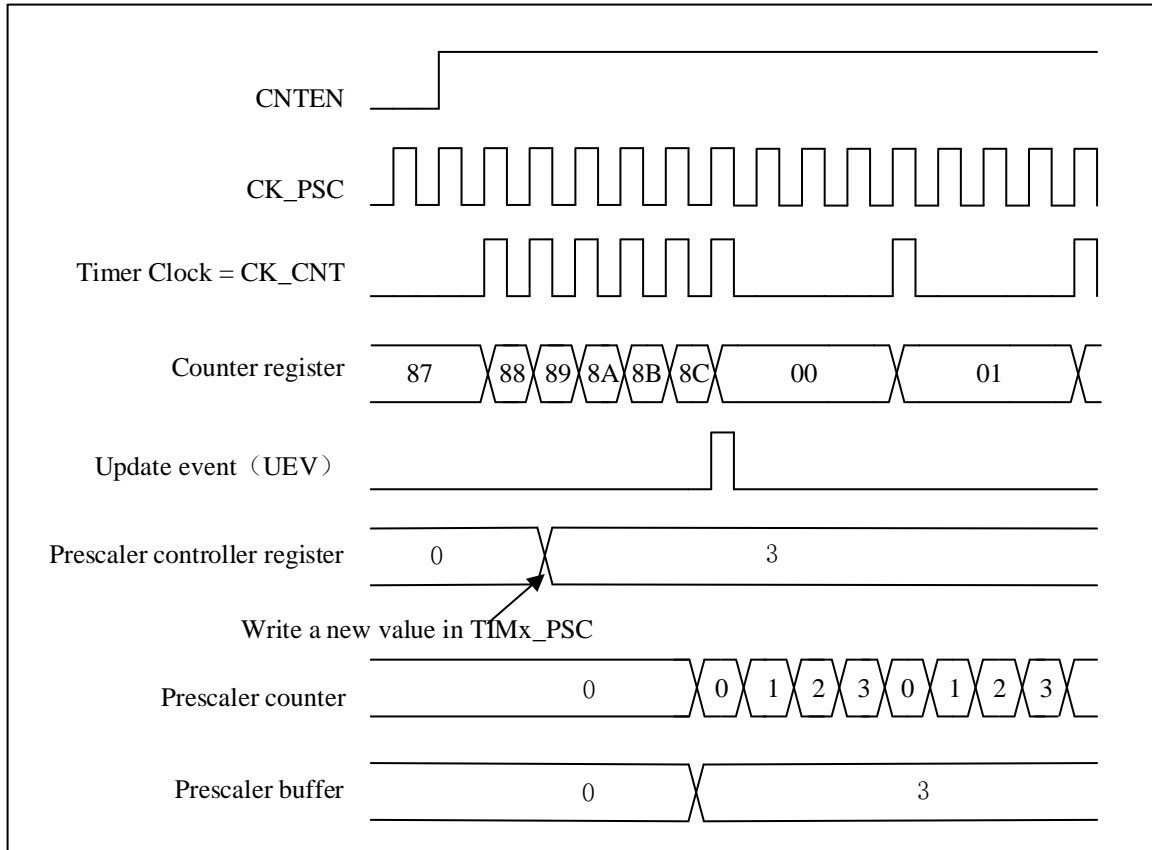 CNTEN
CK_PSC
Timer Clock = CK_CNT
Counter register 87 88 89 8A 8B 8C 00 01
Update event（UEV）
Prescaler controller register 0 3
Write a new value in TIMx_PSC
Prescaler counter 0 0 1 2 3 0 1 2 3
Prescaler buffer 0 3